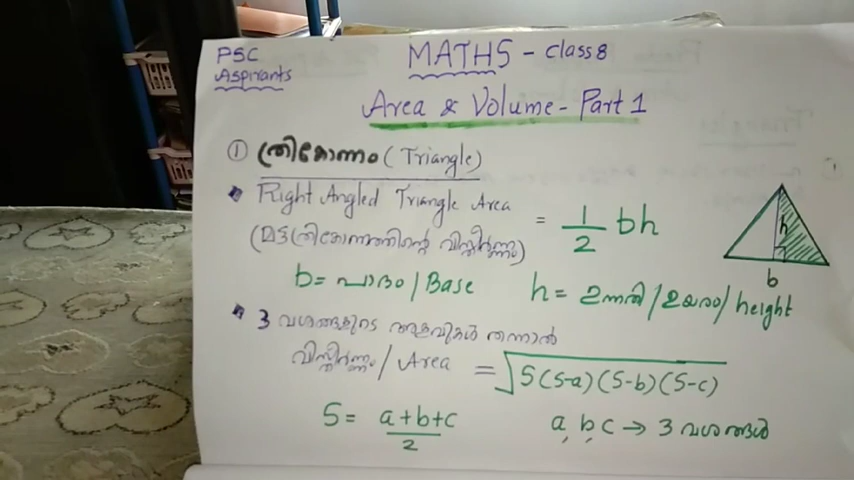 PSC
Aspirants
MATHS - class 8
Area & Volume - Part 1
① ത്രികോണം (Triangle)
Right Angled Triangle Area = 1/2 bh
(മട്ടത്രികോണത്തിന്റെ വിസ്തീർണ്ണം)
b = പാദം / Base h = ഉന്നതി / ഉയരം / height
h
b
3 വശങ്ങളുടെ അളവുകൾ തന്നാൽ
വിസ്തീർണ്ണം / Area = √S(S-a)(S-b)(S-c)
S = a+b+c/2 a, b, c → 3 വശങ്ങൾ